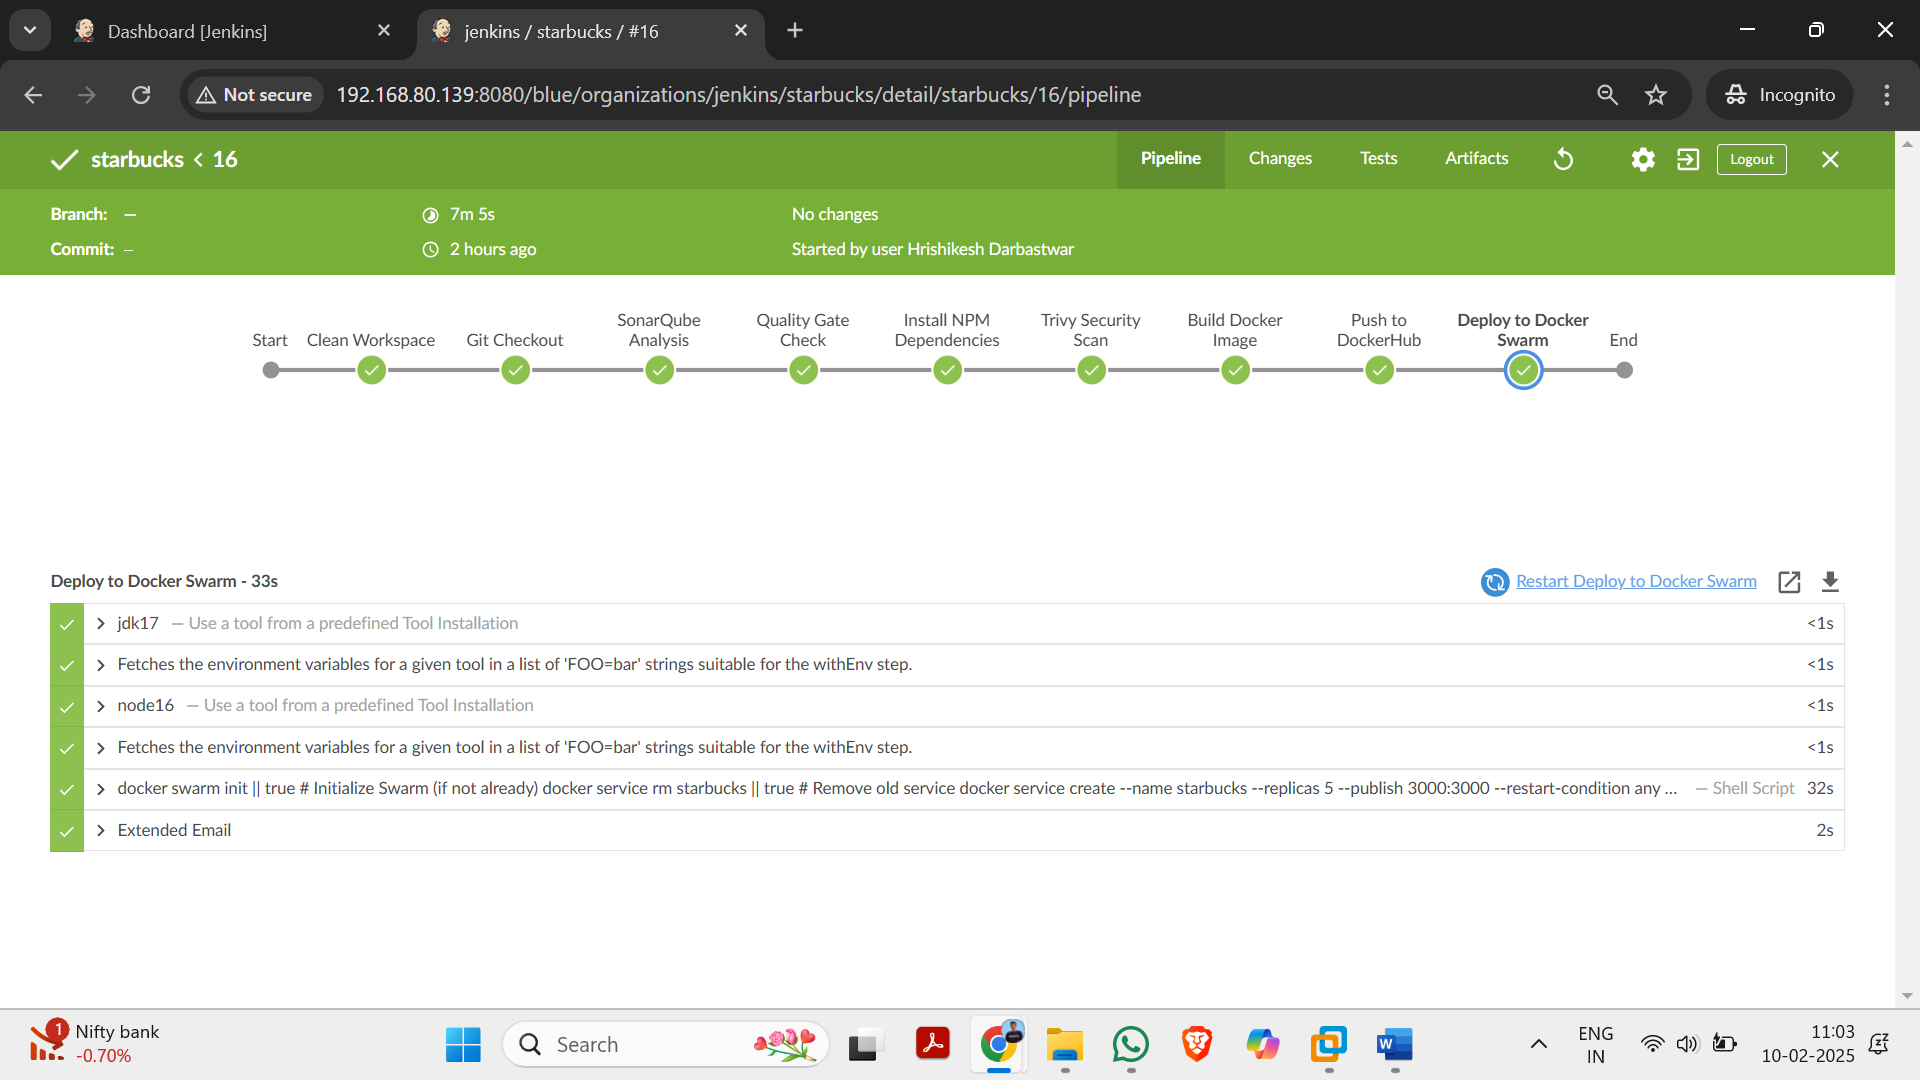 Dashboard [Jenkins]
jenkins / starbucks / #16
Not secure
192.168.80.139:8080/blue/organizations/jenkins/starbucks/detail/starbucks/16/pipeline
Incognito
starbucks < 16
Pipeline
Changes
Tests
Artifacts
Logout
Branch: —
7m 5s
No changes
Commit: –
2 hours ago
Started by user Hrishikesh Darbastwar
Start
Clean Workspace
Git Checkout
SonarQube
Analysis
Quality Gate
Check
Install NPM
Dependencies
Trivy Security
Scan
Build Docker
Image
Push to
DockerHub
Deploy to Docker
Swarm
End
Deploy to Docker Swarm - 33s
Restart Deploy to Docker Swarm
jdk17 — Use a tool from a predefined Tool Installation <1s
Fetches the environment variables for a given tool in a list of 'FOO=bar' strings suitable for the withEnv step. <1s
node16 — Use a tool from a predefined Tool Installation <1s
Fetches the environment variables for a given tool in a list of 'FOO=bar' strings suitable for the withEnv step. <1s
docker swarm init || true # Initialize Swarm (if not already) docker service rm starbucks || true # Remove old service docker service create --name starbucks --replicas 5 --publish 3000:3000 --restart-condition any ... — Shell Script 32s
Extended Email 2s
1
Nifty bank
-0.70%
Search
W
ENG
IN
11:03
10-02-2025